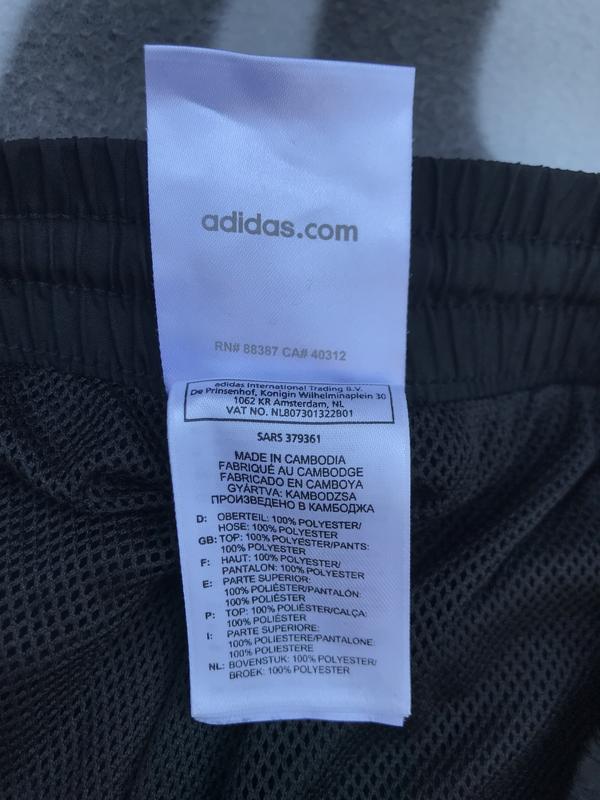 adidas.com
RN# 88387 CA# 40312
adidas International Trading B.V.
De Prinsenhof, Konigin Wilhelminaplein 30
1062 KR Amsterdam, NL
VAT NO. NL807301322B01
SARS 379361
MADE IN CAMBODIA
FABRIQUÉ AU CAMBODGE
FABRICADO EN CAMBOYA
GYÁRTVA: KAMBODZSA
ПРОИЗВЕДЕНО В КАМБОДЖА
D: OBERTEIL: 100% POLYESTER/
HOSE: 100% POLYESTER
GB: TOP: 100% POLYESTER/PANTS:
100% POLYESTER
F: HAUT: 100% POLYESTER/
PANTALON: 100% POLYESTER
E: PARTE SUPERIOR:
100% POLYESTER/PANTALÓN:
100% POLIÉSTER
P: TOP: 100% POLIÉSTER/CALÇA:
100% POLIÉSTER
I: PARTE SUPERIORE:
100% POLIESTERE/PANTALONE:
100% POLIESTERE
NL: BOVENSTUK: 100% POLYESTER/
BROEK: 100% POLYESTER